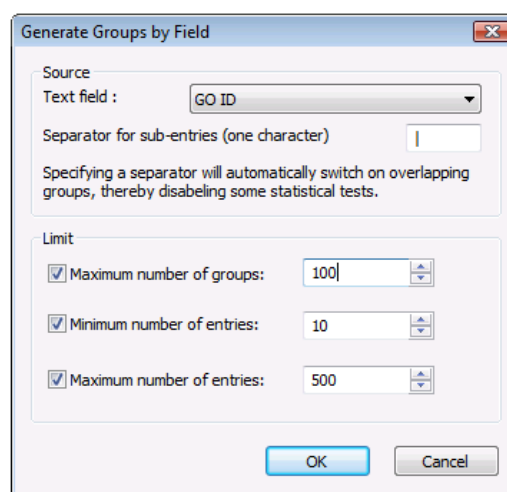 Generate Groups by Field
Source
Text field :
GO ID
Separator for sub-entries (one character)
|
Specifying a separator will automatically switch on overlapping
groups, thereby disabeling some statistical tests.
Limit
Maximum number of groups:
100
Minimum number of entries:
10
Maximum number of entries:
500
OK
Cancel